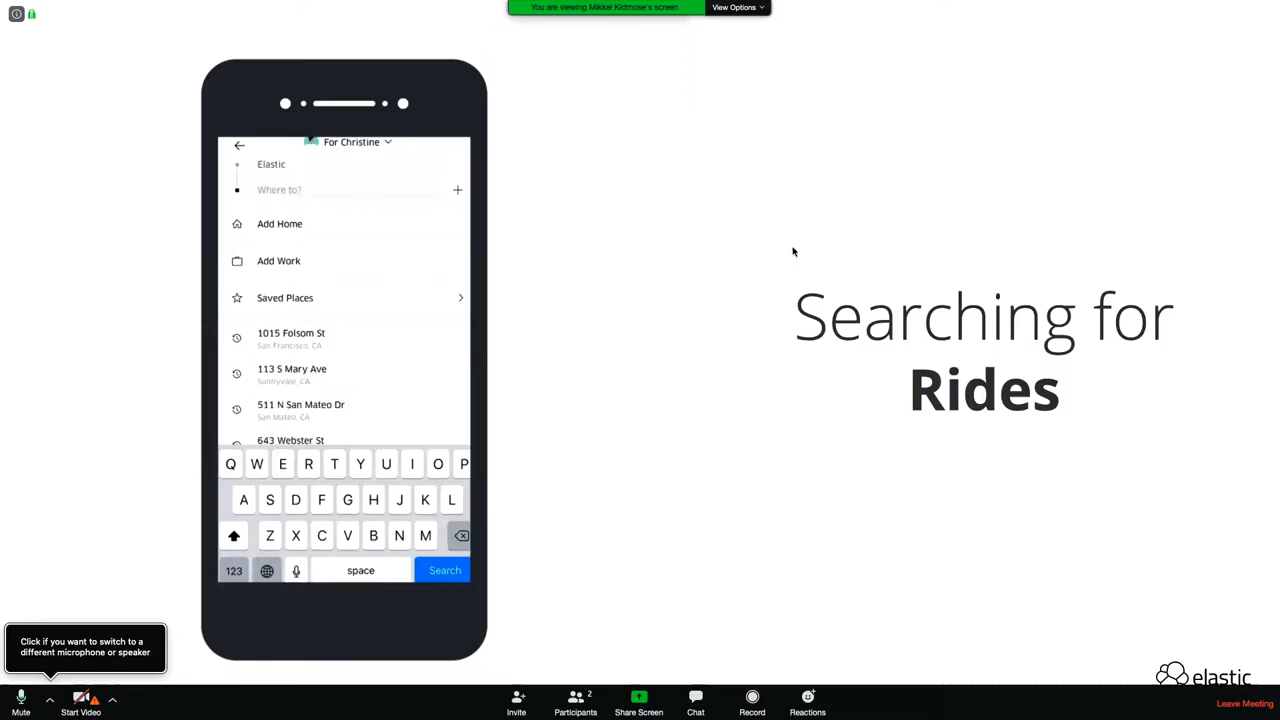 You are viewing Mikkel Kidmose's screen
View Options
For Christine
Elastic
Where to?
Add Home
Add Work
Saved Places
1015 Folsom St
San Francisco, CA
113 S Mary Ave
Sunnyvale, CA
511 N San Mateo Dr
San Mateo, CA
643 Webster St
Q W E R T Y U I O P
A S D F G H J K L
Z X C V B N M
123 space Search
Searching for
Rides
elastic
Click if you want to switch to a
different microphone or speaker
Mute
Start Video
Invite
Participants 2
Share Screen
Chat
Record
Reactions
Leave Meeting